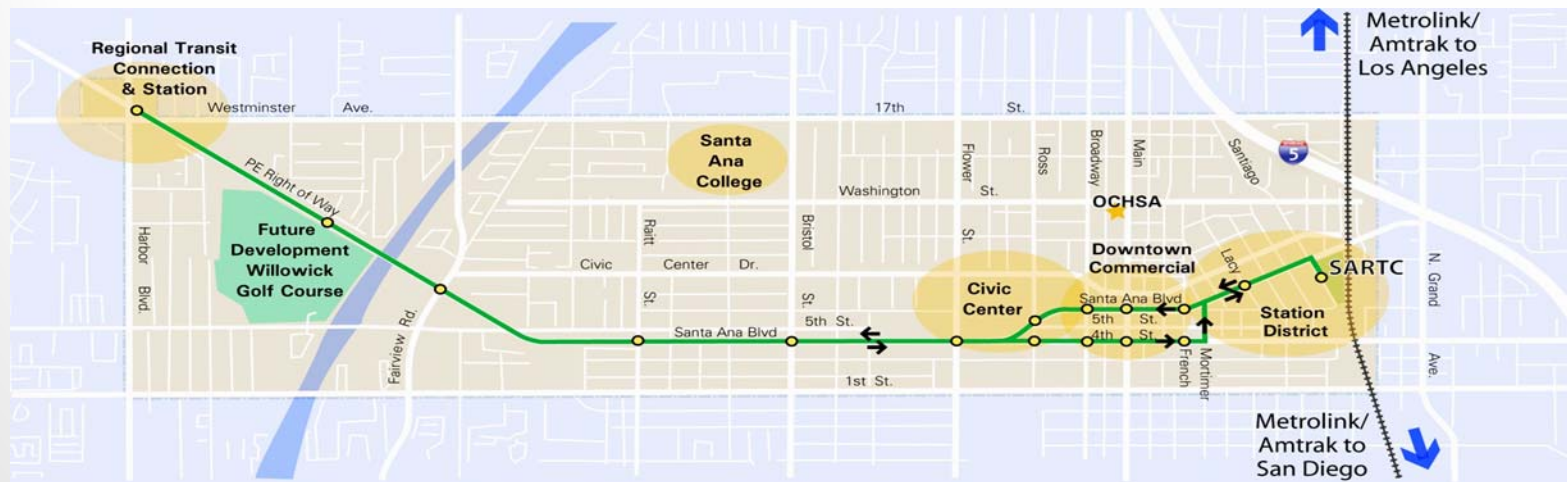 Regional Transit
Connection
& Station
Westminster Ave.
17th St.
PE Right of Way
Future
Development
Willowick
Golf Course
Harbor
Blvd.
Fairview Rd.
Santa
Ana
College
Raitt
St.
Civic Center Dr.
Bristol
St.
Washington St.
Flower
St.
Ross
Broadway
Main
Santiago
INTERSTATE
5
OCHSA
Downtown
Commercial
Civic
Center
Santa Ana Blvd
5th St.
4th St.
Lacy
SARTC
Station
District
French
Mortimer
Santa Ana Blvd
5th St.
1st St.
N. Grand
Ave.
Metrolink/
Amtrak to
Los Angeles
Metrolink/
Amtrak to
San Diego